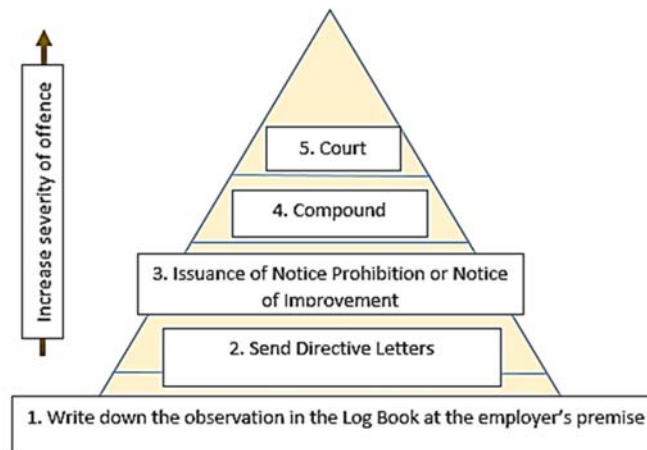 Increase severity of offence
5. Court
4. Compound
3. Issuance of Notice Prohibition or Notice
of Improvement
2. Send Directive Letters
1. Write down the observation in the Log Book at the employer's premise